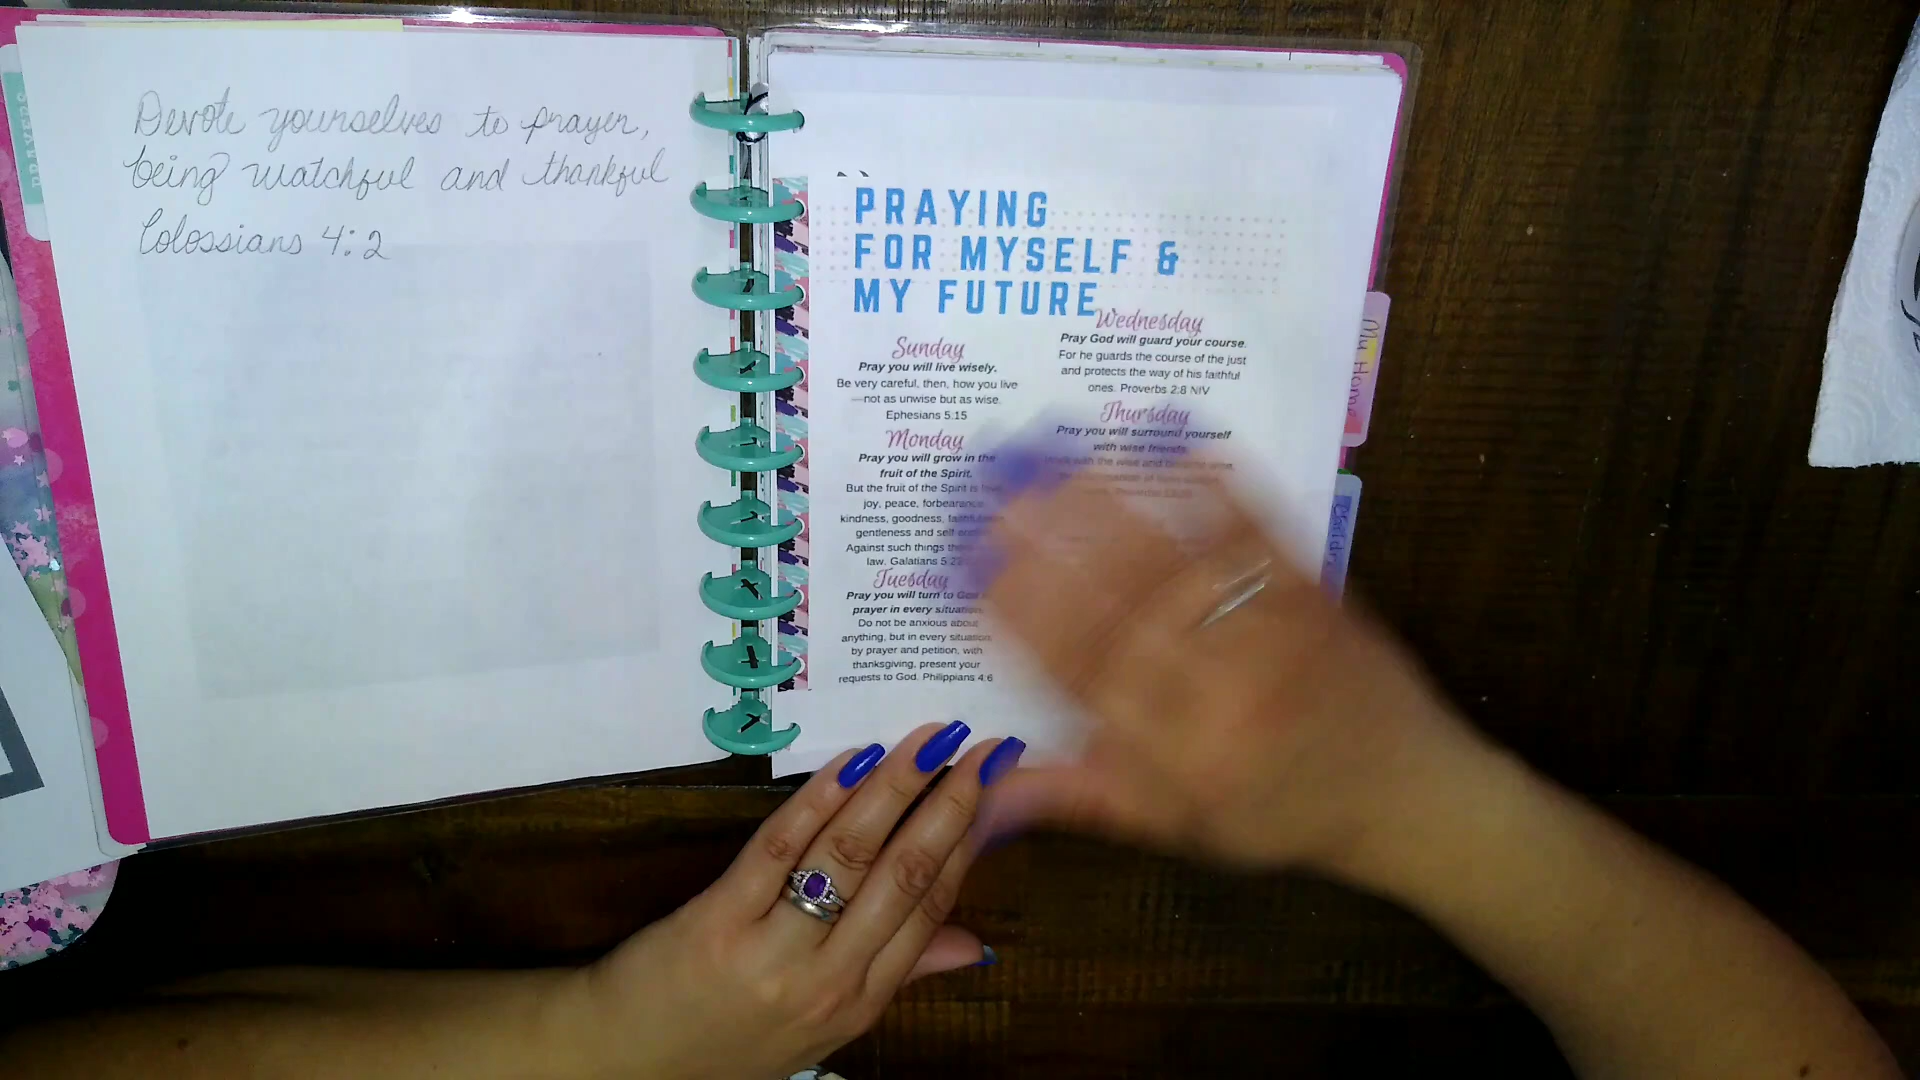 PRAYERS
Devote yourselves to prayer,
being watchful and thankful
Colossians 4:2
PRAYING
FOR MYSELF &
MY FUTURE
Sunday
Pray you will live wisely.
Be very careful, then, how you live
—not as unwise but as wise.
Ephesians 5:15
Monday
Pray you will grow in the
fruit of the Spirit.
But the fruit of the Spirit is love,
joy, peace, forbearance,
kindness, goodness,
gentleness and
Against such things
law. Galatians
Tuesday
Pray you will turn to God
prayer in every situation.
Do not be anxious about
anything, but in every situation,
by prayer and petition, with
thanksgiving, present your
requests to God. Philippians 4:6
Wednesday
Pray God will guard your course.
For he guards the course of the just
and protects the way of his faithful
ones. Proverbs 2:8 NIV
Thursday
Pray you will surround yourself
with wise friends.
My Home